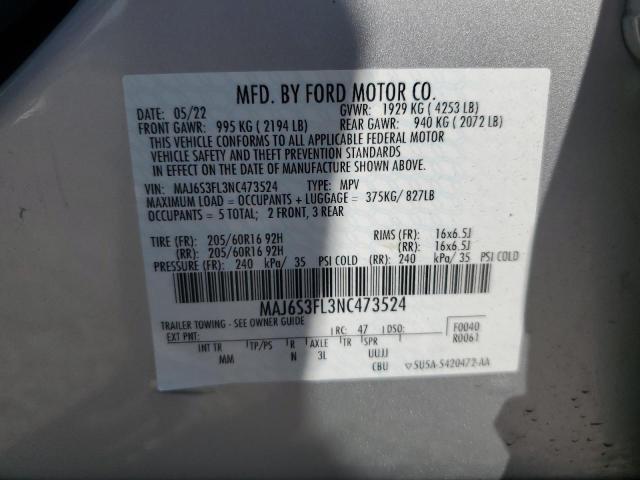 MFD. BY FORD MOTOR CO.
DATE: 05/22 GVWR: 1929 KG ( 4253 LB)
FRONT GAWR: 995 KG ( 2194 LB) REAR GAWR: 940 KG ( 2072 LB)
THIS VEHICLE CONFORMS TO ALL APPLICABLE FEDERAL MOTOR
VEHICLE SAFETY AND THEFT PREVENTION STANDARDS
IN EFFECT ON THE DATE OF MANUFACTURE SHOWN ABOVE.
VIN: MAJ6S3FL3NC473524 TYPE: MPV
MAXIMUM LOAD = OCCUPANTS + LUGGAGE = 375KG/ 827LB
OCCUPANTS = 5 TOTAL; 2 FRONT, 3 REAR
TIRE (FR): 205/60R16 92H RIMS (FR): 16x6.5J
(RR): 205/60R16 92H (RR): 16x6.5J
PRESSURE (FR): 240 kPa/ 35 PSI COLD (RR): 240 kPa/ 35 PSI COLD
MAJ6S3FL3NC473524
TRAILER TOWING - SEE OWNER GUIDE
EXT PNT: RC: 47 DSO: F0040
R0061
INT TR TP/PS R AXLE TR SPR
MM N 3L UUJJ
CBU 5U5A-5420472-AA